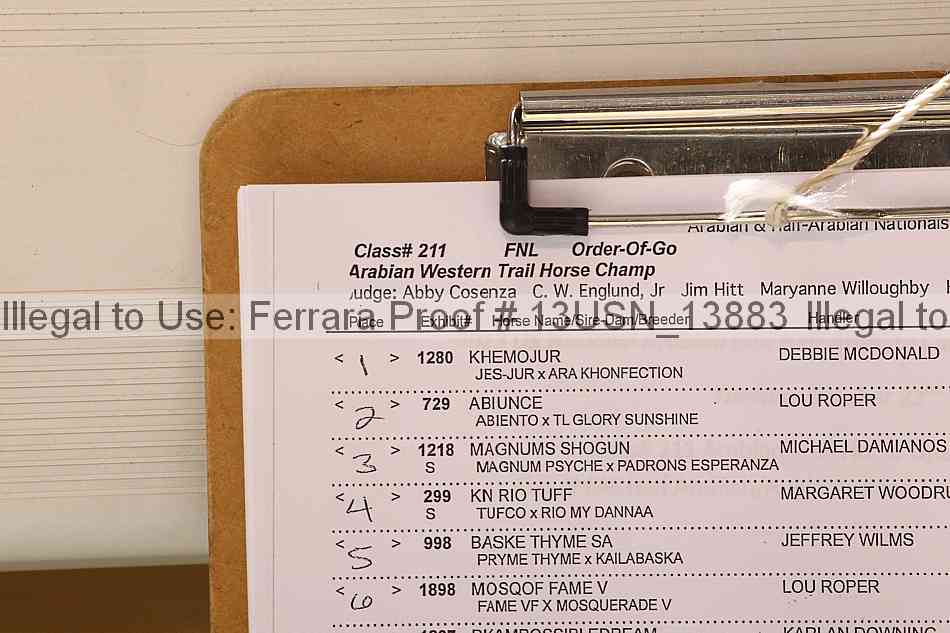 Arabian & Half-Arabian Nationals
Class# 211 FNL Order-Of-Go
Arabian Western Trail Horse Champ
Judge: Abby Cosenza C. W. Englund, Jr Jim Hitt Maryanne Willoughby
Illegal to Use: Ferrara Proof # 13USN_13883 Illegal to
Place Exhibit# Horse Name/Sire-Dam/Breeder Handler
< 1 > 1280 KHEMOJUR DEBBIE MCDONALD
JES-JUR x ARA KHONFECTION
< 2 > 729 ABIUNCE LOU ROPER
ABIENTO x TL GLORY SUNSHINE
< 3 > 1218 MAGNUMS SHOGUN MICHAEL DAMIANOS
S MAGNUM PSYCHE x PADRONS ESPERANZA
< 4 > 299 KN RIO TUFF MARGARET WOODRU
S TUFCO x RIO MY DANNAA
< 5 > 998 BASKE THYME SA JEFFREY WILMS
PRYME THYME x KAILABASKA
< 6 > 1898 MOSQOF FAME V LOU ROPER
FAME VF X MOSQUERADE V